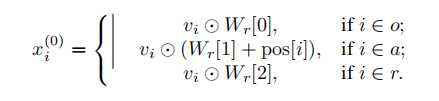 v_i ⊙ W_r[0], if i ∈ o;
x_i^{(0)} = { | v_i ⊙ (W_r[1] + pos[i]), if i ∈ a;
v_i ⊙ W_r[2], if i ∈ r.